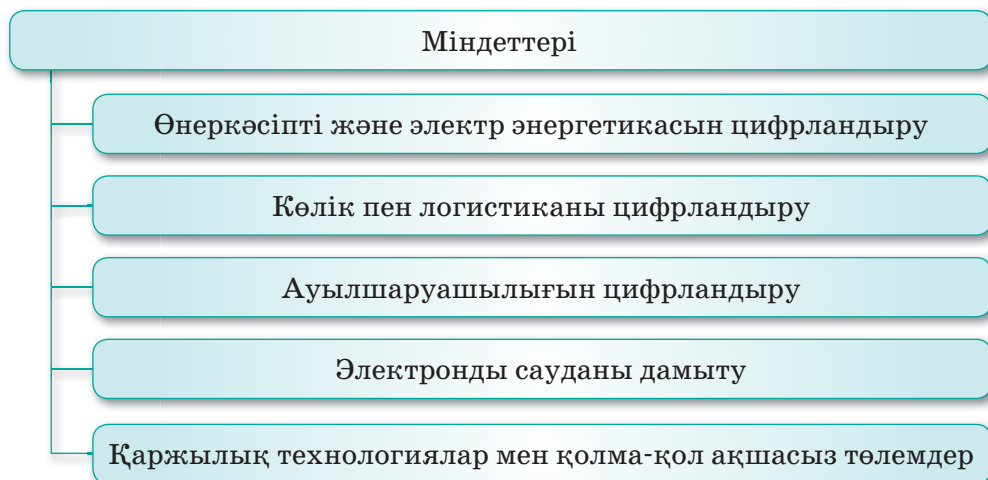 Міндеттері
Өнеркәсіпті және электр энергетикасын цифрландыру
Көлік пен логистиканы цифрландыру
Ауылшаруашылығын цифрландыру
Электронды сауданы дамыту
Қаржылық технологиялар мен қолма-қол ақшасыз төлемдер